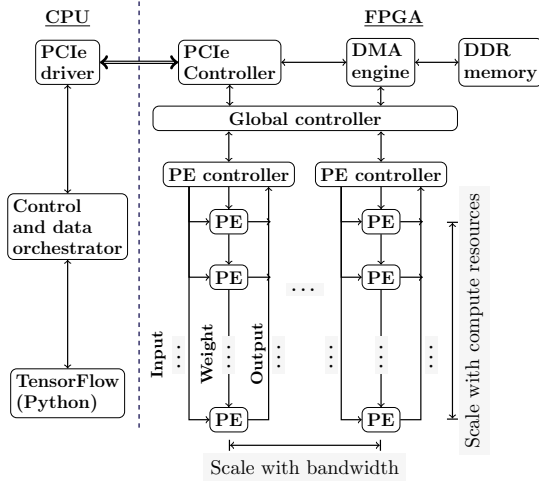 CPU
FPGA
PCIe
driver
PCIe
Controller
DMA
engine
DDR
memory
Global controller
PE controller
PE controller
Control
and data
orchestrator
PE
PE
PE
PE
...
Input
...
Weight
...
Output
...
...
...
...
TensorFlow
(Python)
PE
PE
Scale with compute resources
Scale with bandwidth